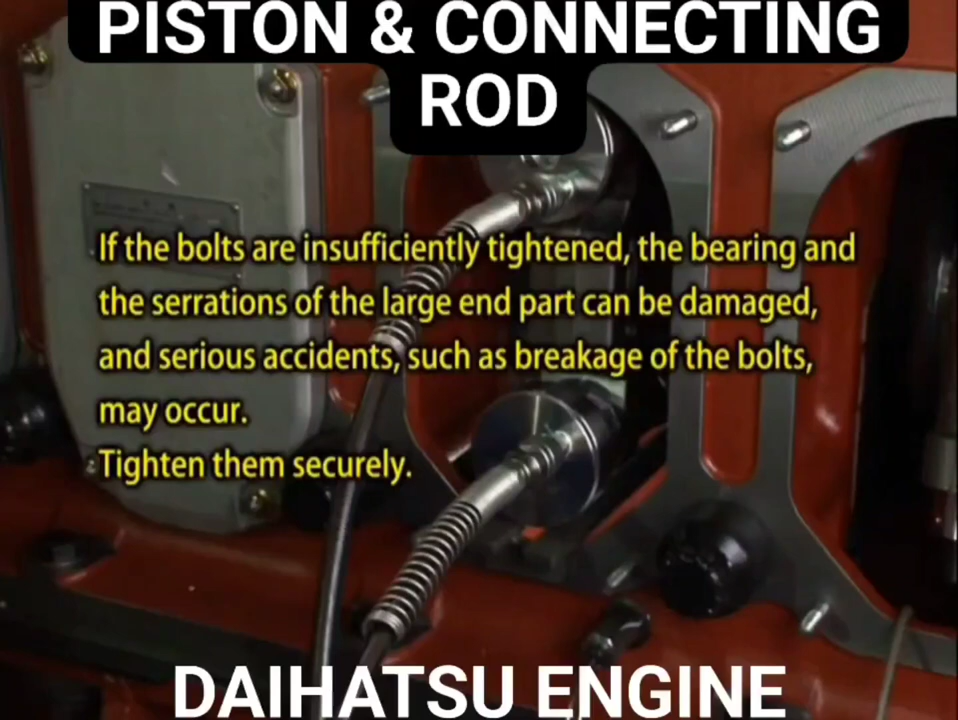 PISTON & CONNECTING
ROD
If the bolts are insufficiently tightened, the bearing and
the serrations of the large end part can be damaged,
and serious accidents, such as breakage of the bolts,
may occur.
Tighten them securely.
DAIHATSU ENGINE